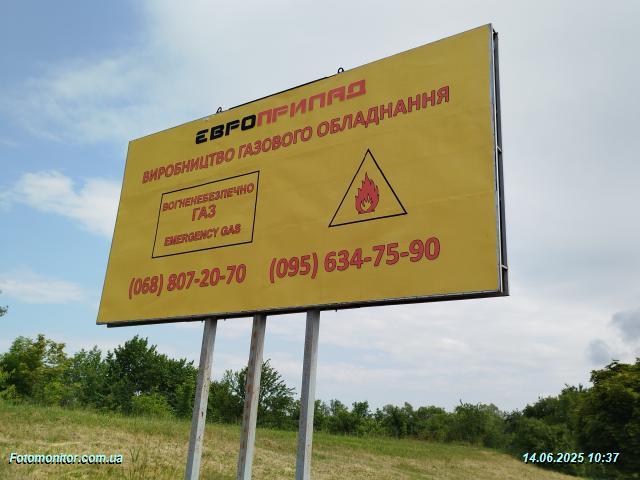 ЕВРОПРИПАД
ВИРОБНИЦТВО ГАЗОВОГО ОБЛАДНАННЯ
ВОГНЕНЕБЕЗПЕЧНО
ГАЗ
EMERGENCY GAS
(068) 807-20-70 (095) 634-75-90
Fotomonitor.com.ua
14.06.2025 10:37